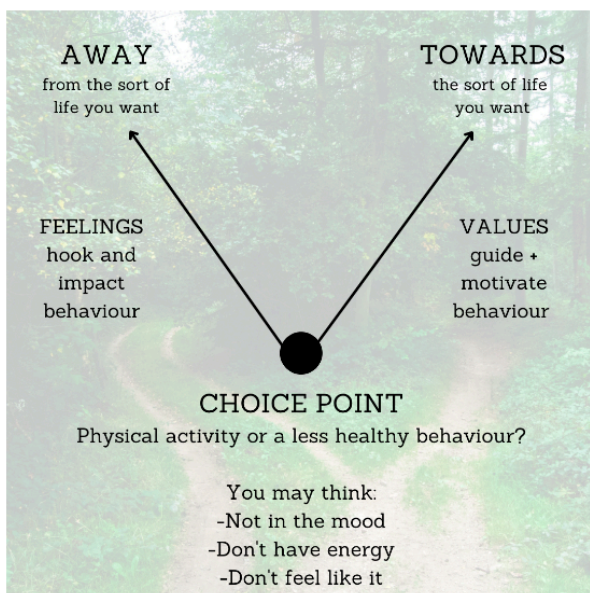 AWAY
from the sort of
life you want
TOWARDS
the sort of life
you want
FEELINGS
hook and
impact
behaviour
VALUES
guide +
motivate
behaviour
CHOICE POINT
Physical activity or a less healthy behaviour?
You may think:
-Not in the mood
-Don't have energy
-Don't feel like it